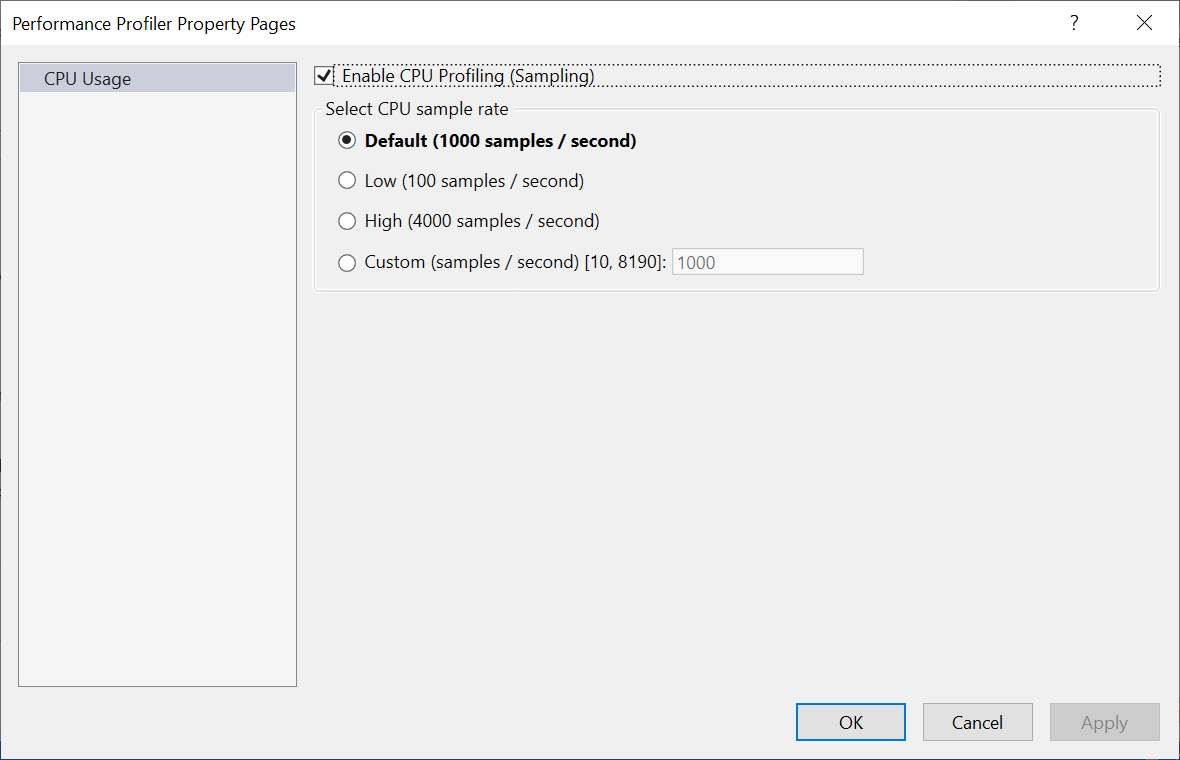 Performance Profiler Property Pages
?
CPU Usage
Enable CPU Profiling (Sampling)
Select CPU sample rate
Default (1000 samples / second)
Low (100 samples / second)
High (4000 samples / second)
Custom (samples / second) [10, 8190]: 1000
OK Cancel Apply